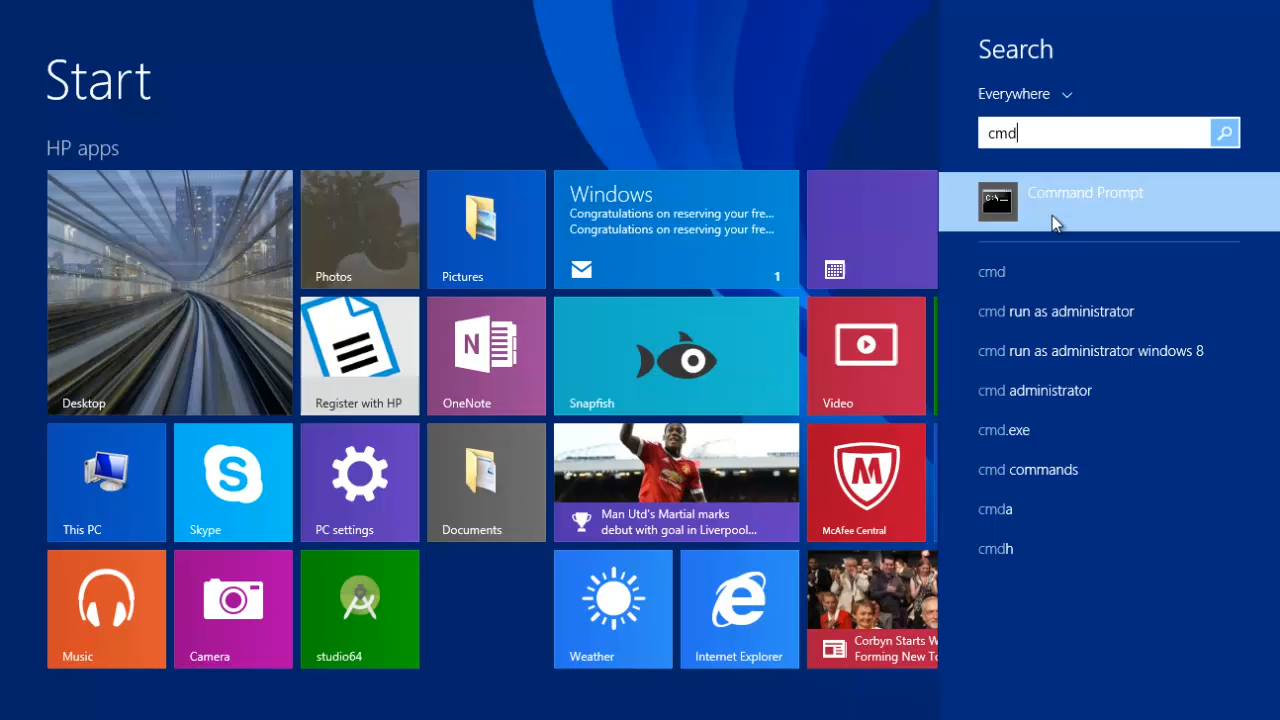 Start
HP apps
Desktop
Photos
Pictures
Windows
Congratulations on reserving your fre...
Congratulations on reserving your fre...
1
Register with HP
N
OneNote
Snapfish
Video
This PC
S
Skype
PC settings
Documents
Man Utd's Martial marks
debut with goal in Liverpool...
M
McAfee Central
Music
Camera
studio64
Weather
Internet Explorer
Corbyn Starts W
Forming New To
Search
Everywhere
cmd
C:\_
Command Prompt
cmd
cmd run as administrator
cmd run as administrator windows 8
cmd administrator
cmd.exe
cmd commands
cmda
cmdh